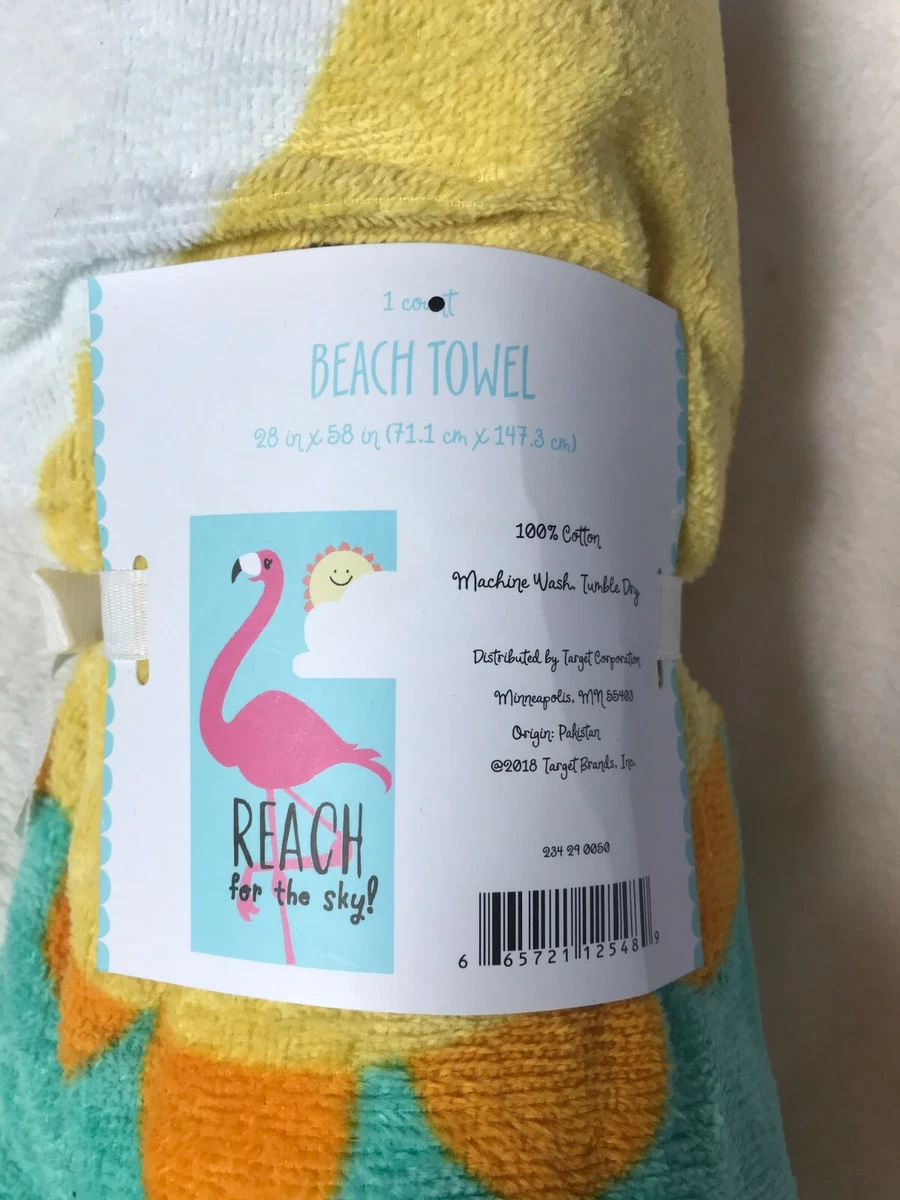 1 count
BEACH TOWEL
28 in x 58 in (71.1 cm x 147.3 cm)
REACH
for the sky!
100% Cotton
Machine Wash. Tumble Dry
Distributed by Target Corporation
Minneapolis, MN 55403
Origin: Pakistan
©2018 Target Brands, Inc.
234 29 0050
6 65721 12548 9